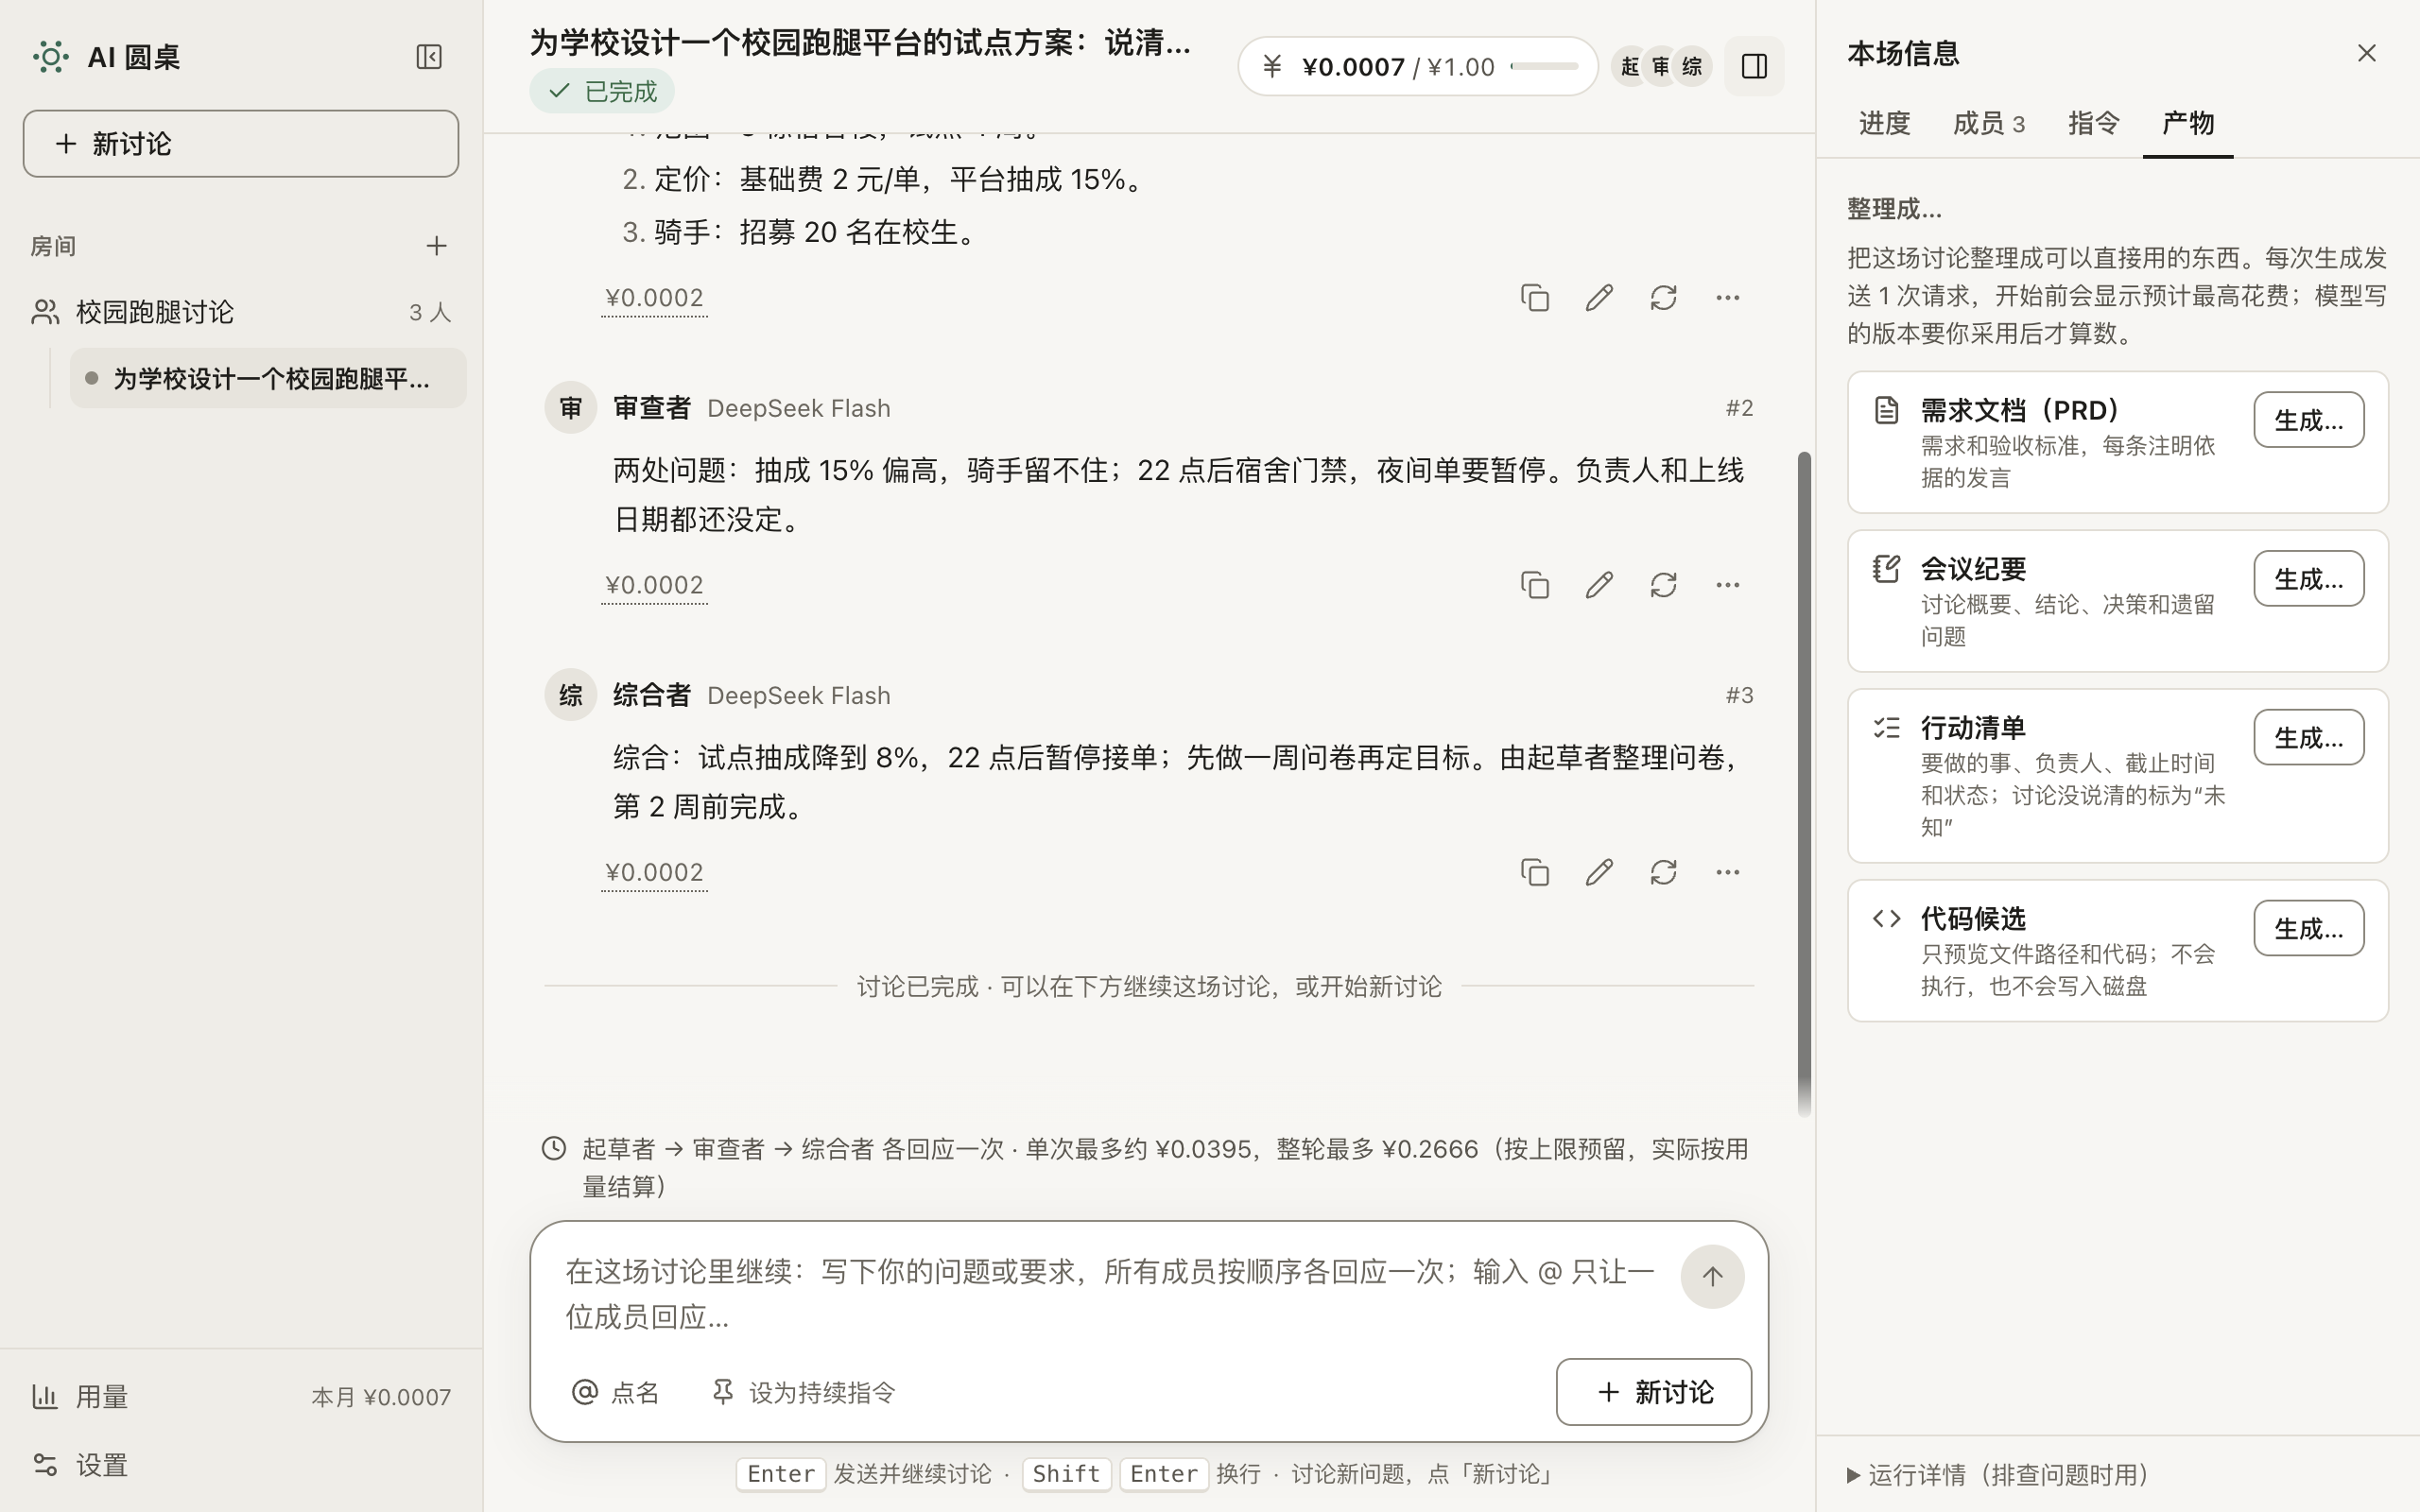 AI 圆桌
+ 新讨论
房间
校园跑腿讨论 3 人
为学校设计一个校园跑腿平...
用量 本月 ¥0.0007
设置
为学校设计一个校园跑腿平台的试点方案：说清...
已完成
¥0.0007 / ¥1.00
起 审 综
2. 定价：基础费 2 元/单，平台抽成 15%。
3. 骑手：招募 20 名在校生。
¥0.0002
审 审查者 DeepSeek Flash #2
两处问题：抽成 15% 偏高，骑手留不住；22 点后宿舍门禁，夜间单要暂停。负责人和上线
日期都还没定。
¥0.0002
综 综合者 DeepSeek Flash #3
综合：试点抽成降到 8%，22 点后暂停接单；先做一周问卷再定目标。由起草者整理问卷，
第 2 周前完成。
¥0.0002
讨论已完成 · 可以在下方继续这场讨论，或开始新讨论
起草者 → 审查者 → 综合者 各回应一次 · 单次最多约 ¥0.0395，整轮最多 ¥0.2666（按上限预留，实际按用
量结算）
在这场讨论里继续：写下你的问题或要求，所有成员按顺序各回应一次；输入 @ 只让一
位成员回应...
@ 点名 设为持续指令 + 新讨论
Enter 发送并继续讨论 · Shift Enter 换行 · 讨论新问题，点「新讨论」
本场信息
进度 成员 3 指令 产物
整理成...
把这场讨论整理成可以直接用的东西。每次生成发
送 1 次请求，开始前会显示预计最高花费；模型写
的版本要你采用后才算数。
需求文档（PRD） 生成...
需求和验收标准，每条注明依
据的发言
会议纪要 生成...
讨论概要、结论、决策和遗留
问题
行动清单 生成...
要做的事、负责人、截止时间
和状态；讨论没说清的标为“未
知”
代码候选 生成...
只预览文件路径和代码；不会
执行，也不会写入磁盘
运行详情（排查问题时用）